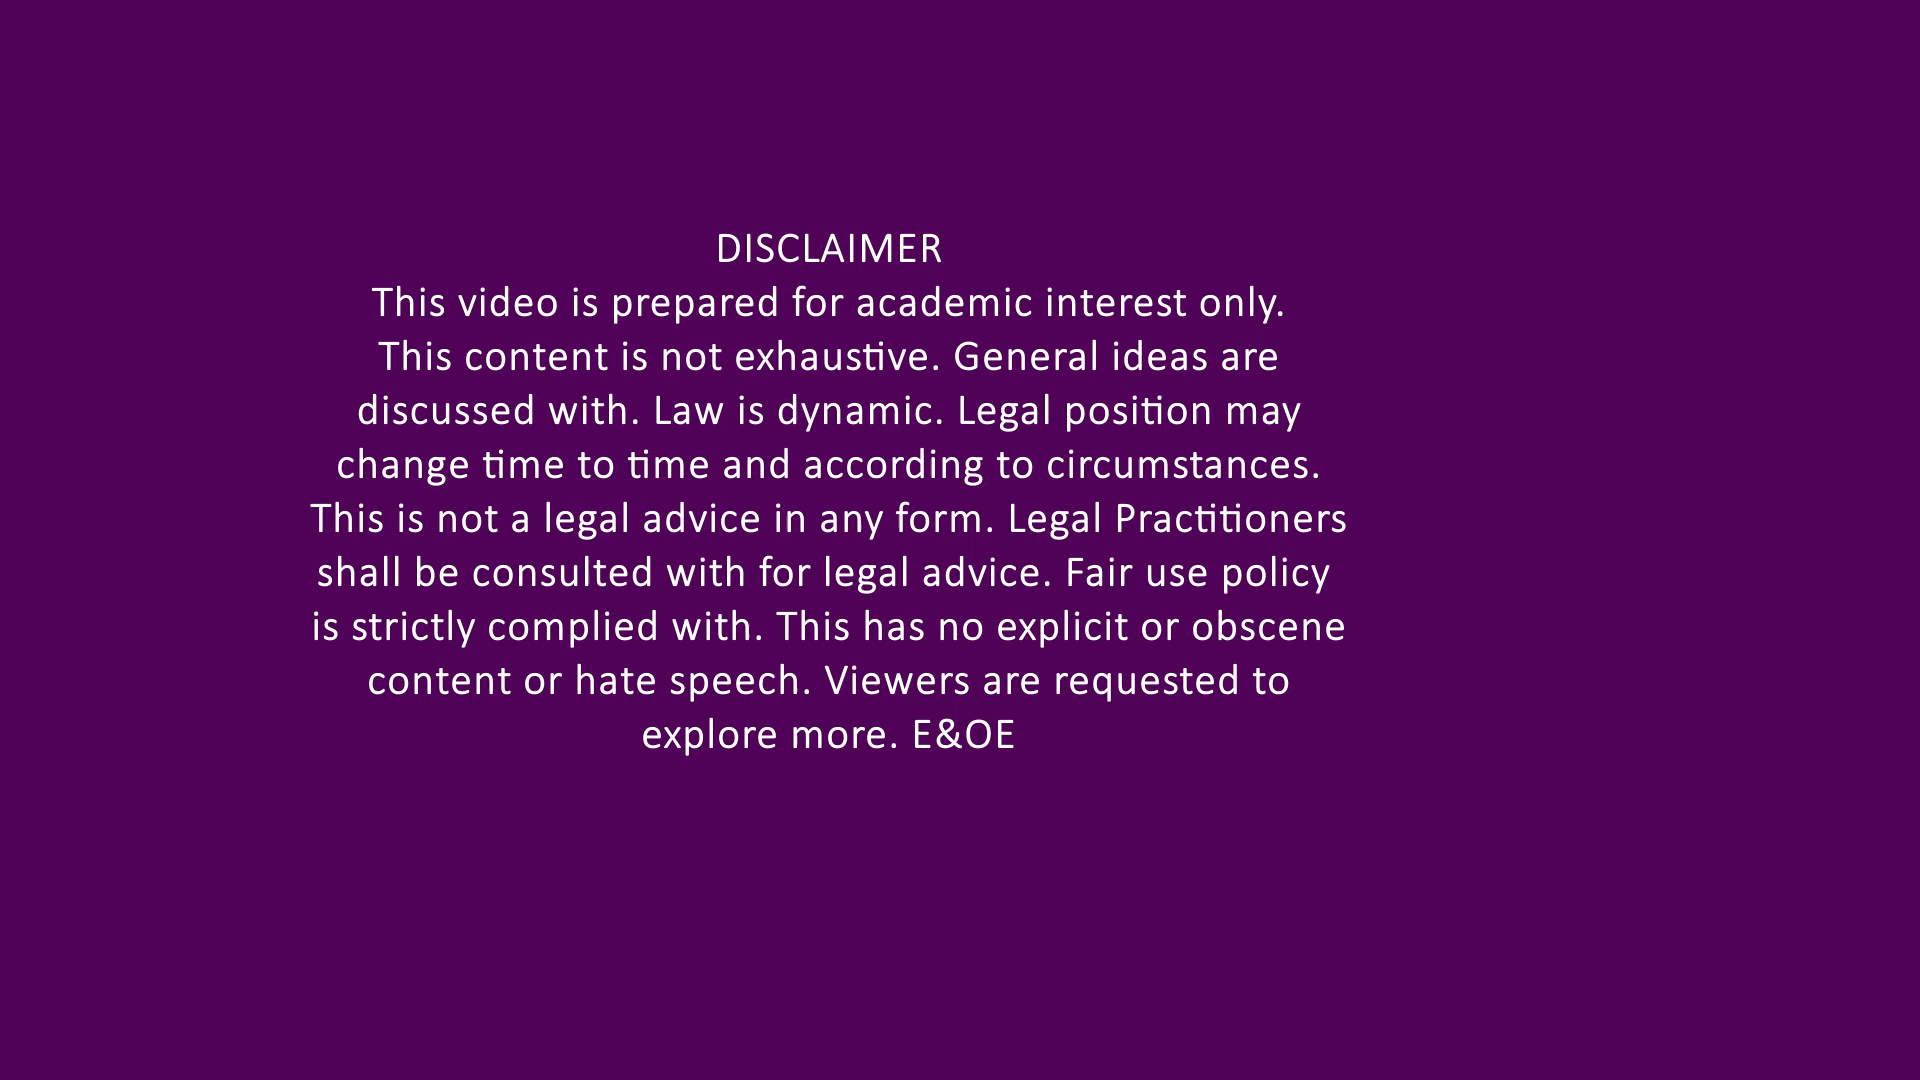 DISCLAIMER
This video is prepared for academic interest only.
This content is not exhaustive. General ideas are
discussed with. Law is dynamic. Legal position may
change time to time and according to circumstances.
This is not a legal advice in any form. Legal Practitioners
shall be consulted with for legal advice. Fair use policy
is strictly complied with. This has no explicit or obscene
content or hate speech. Viewers are requested to
explore more. E&OE